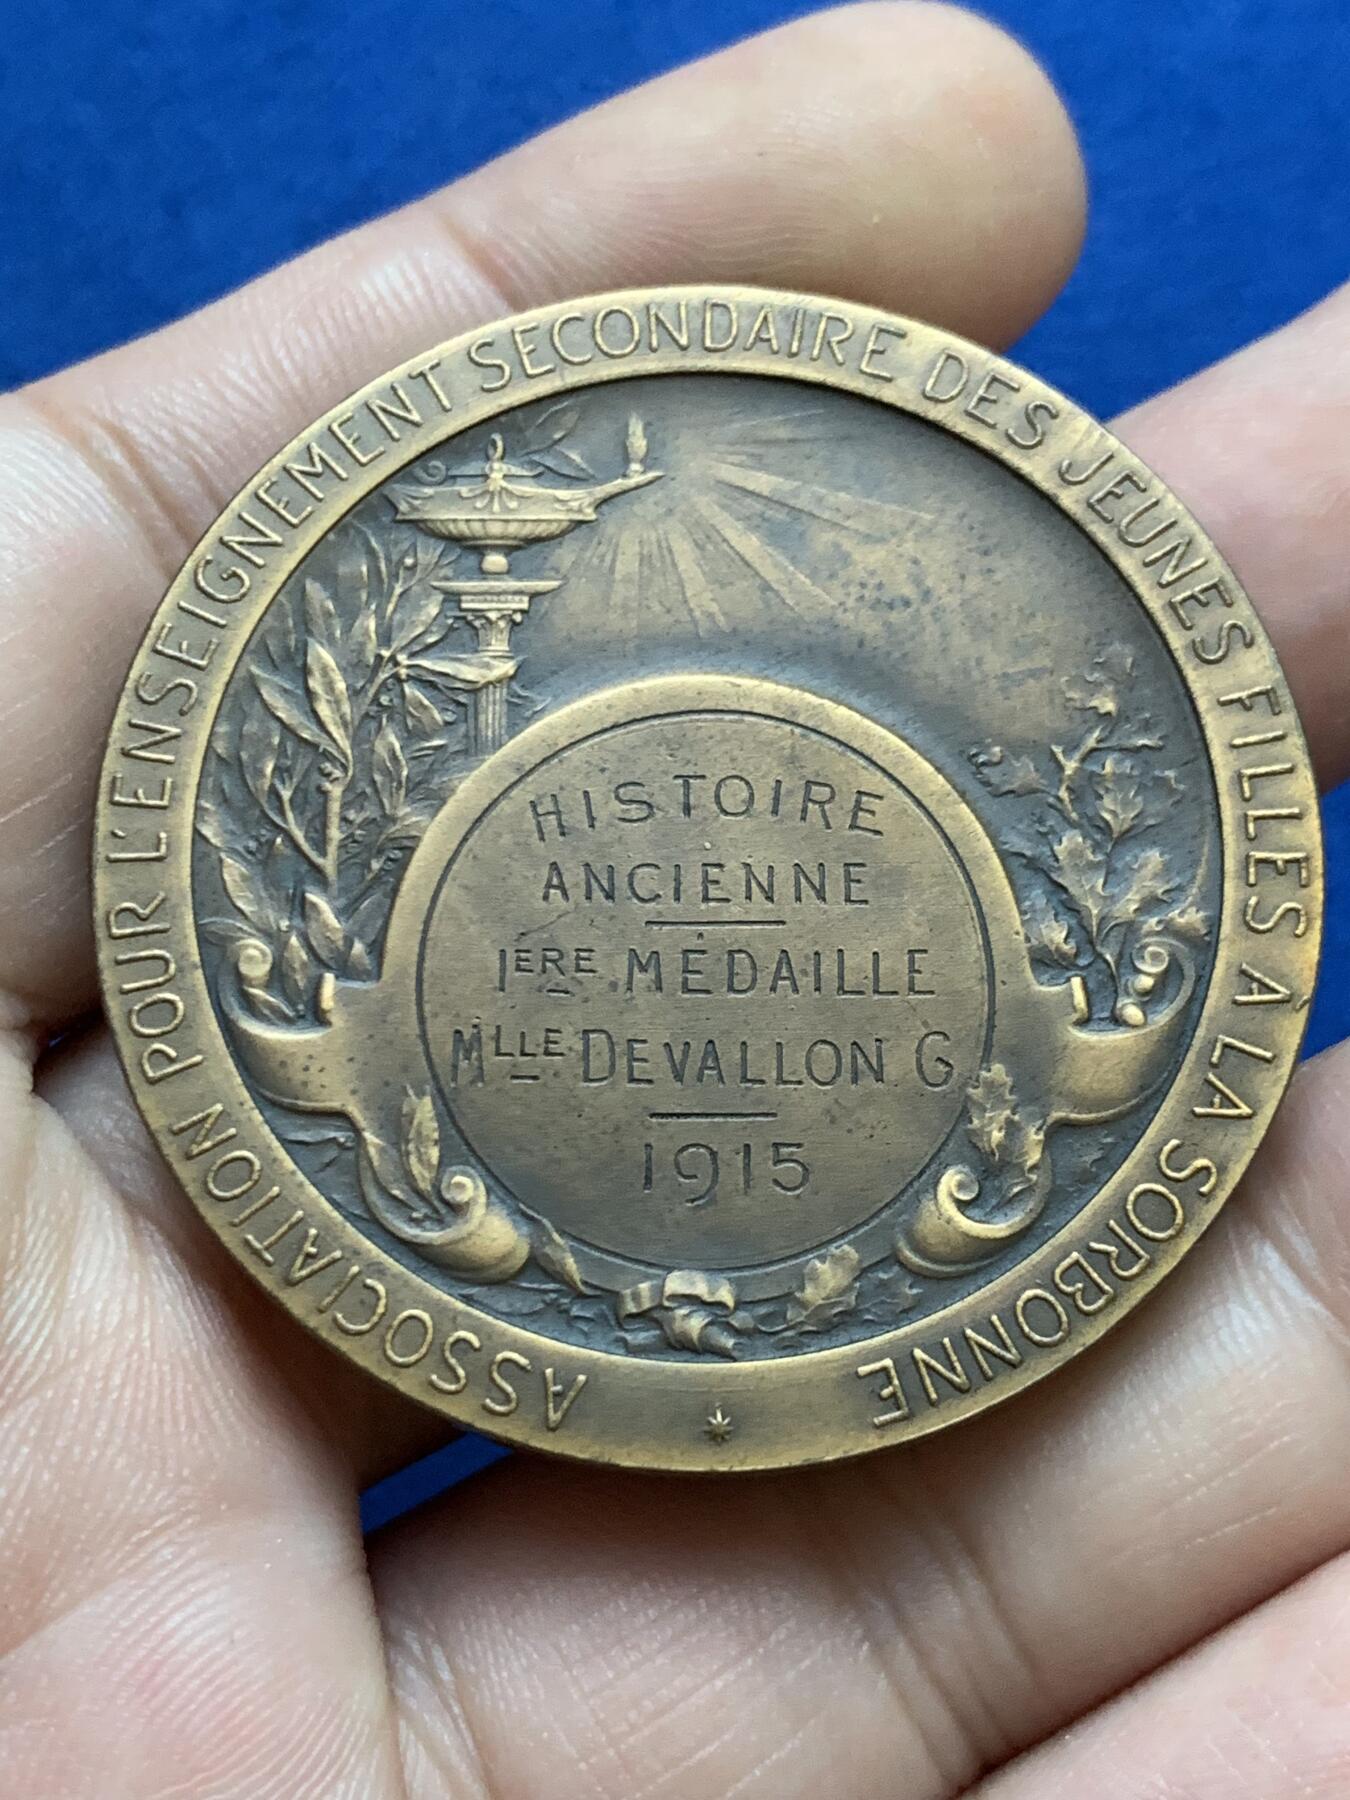 ASSOCIATION POUR L'ENSEIGNEMENT SECONDAIRE DES JEUNES FILLES À LA SORBONNE
HISTOIRE
ANCIENNE
1ERE MÉDAILLE
MLLE DEVALLON G
1915